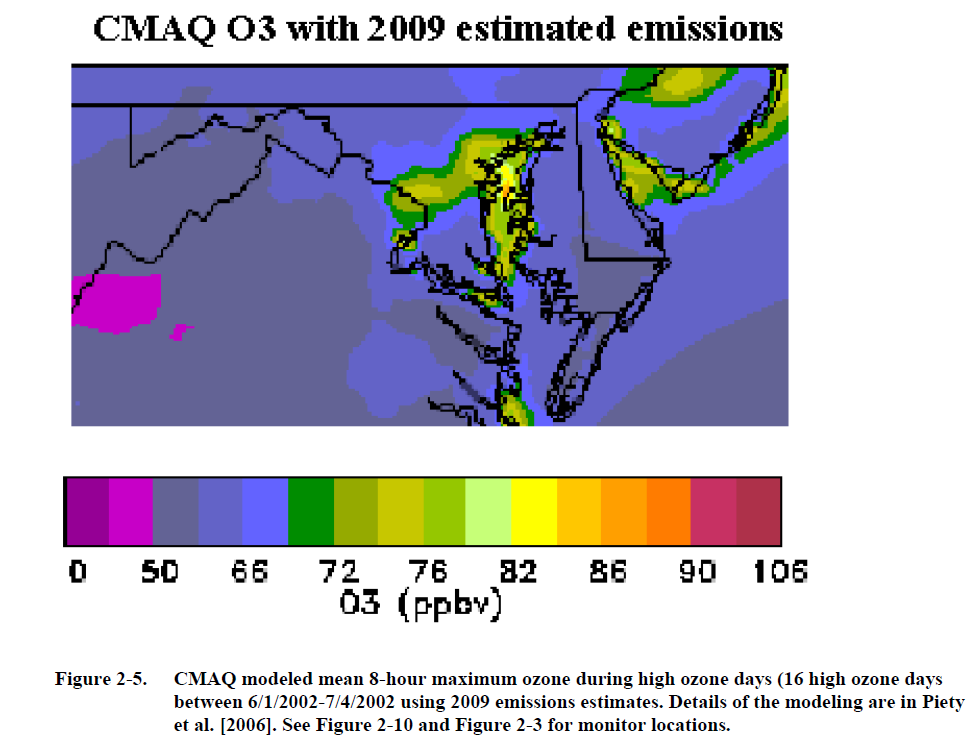 CMAQ O3 with 2009 estimated emissions
0 50 66 72 76 82 86 90 106
O3 (ppbv)
Figure 2-5. CMAQ modeled mean 8-hour maximum ozone during high ozone days (16 high ozone days
between 6/1/2002-7/4/2002 using 2009 emissions estimates. Details of the modeling are in Piety
et al. [2006]. See Figure 2-10 and Figure 2-3 for monitor locations.